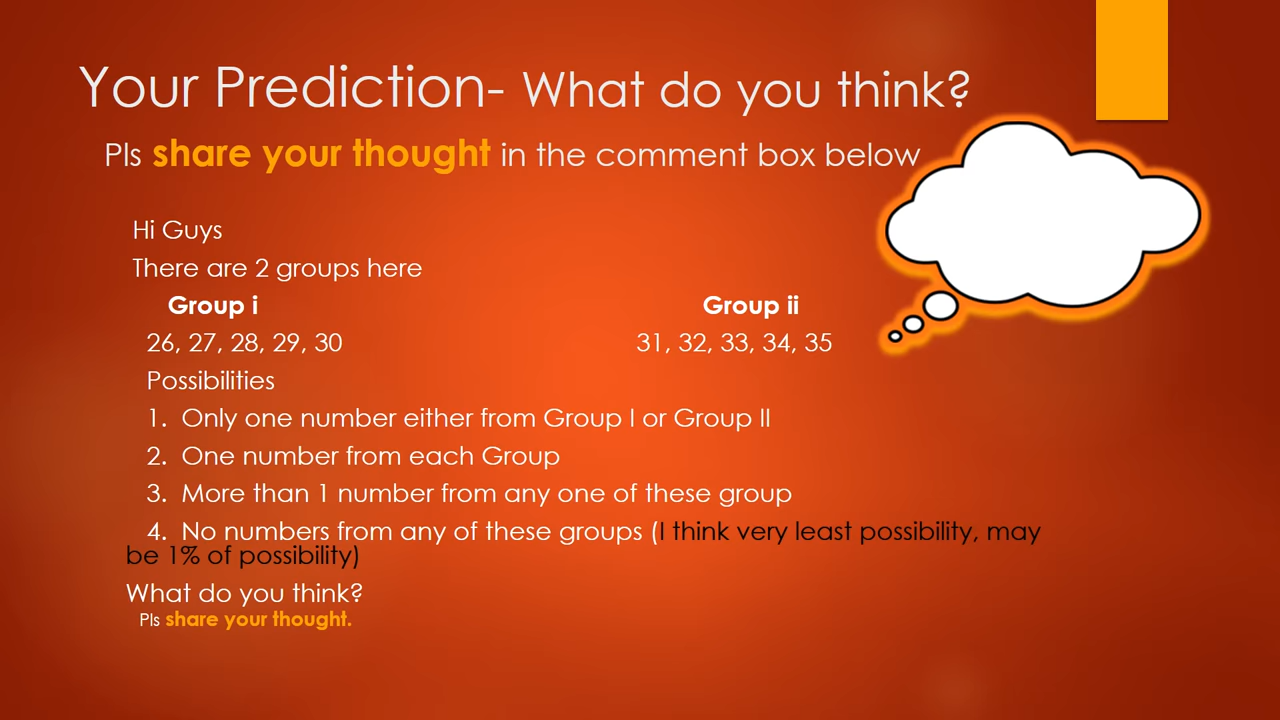 Your Prediction- What do you think?
Pls share your thought in the comment box below
Hi Guys
There are 2 groups here
Group i Group ii
26, 27, 28, 29, 30 31, 32, 33, 34, 35
Possibilities
1. Only one number either from Group I or Group II
2. One number from each Group
3. More than 1 number from any one of these group
4. No numbers from any of these groups (I think very least possibility, may
be 1% of possibility)
What do you think?
Pls share your thought.